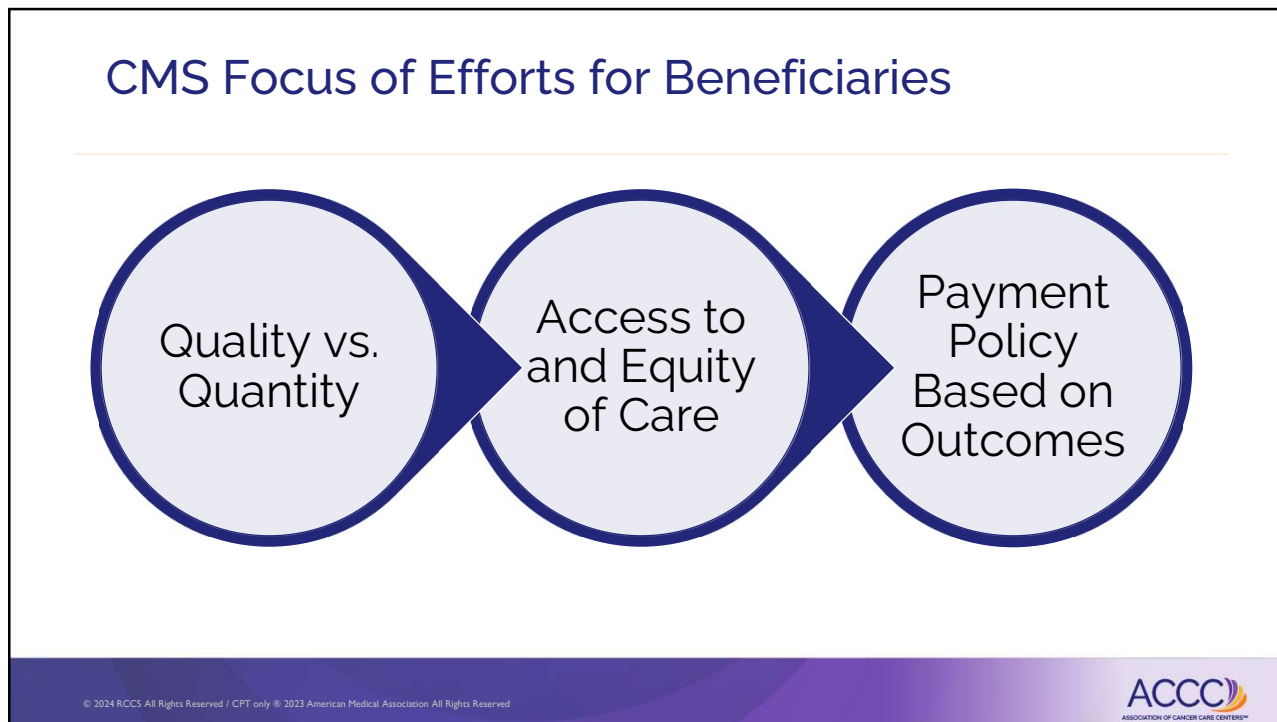 CMS Focus of Efforts for Beneficiaries
Quality vs.
Quantity
Access to
and Equity
of Care
Payment
Policy
Based on
Outcomes
© 2024 RCCS All Rights Reserved / CPT only ® 2023 American Medical Association All Rights Reserved
ACCC
ASSOCIATION OF CANCER CARE CENTERS™